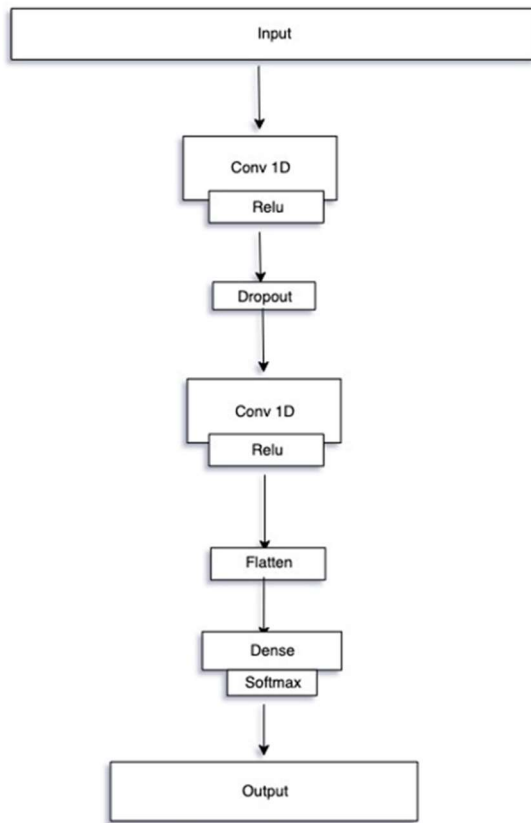 Input
Conv 1D
Relu
Dropout
Conv 1D
Relu
Flatten
Dense
Softmax
Output